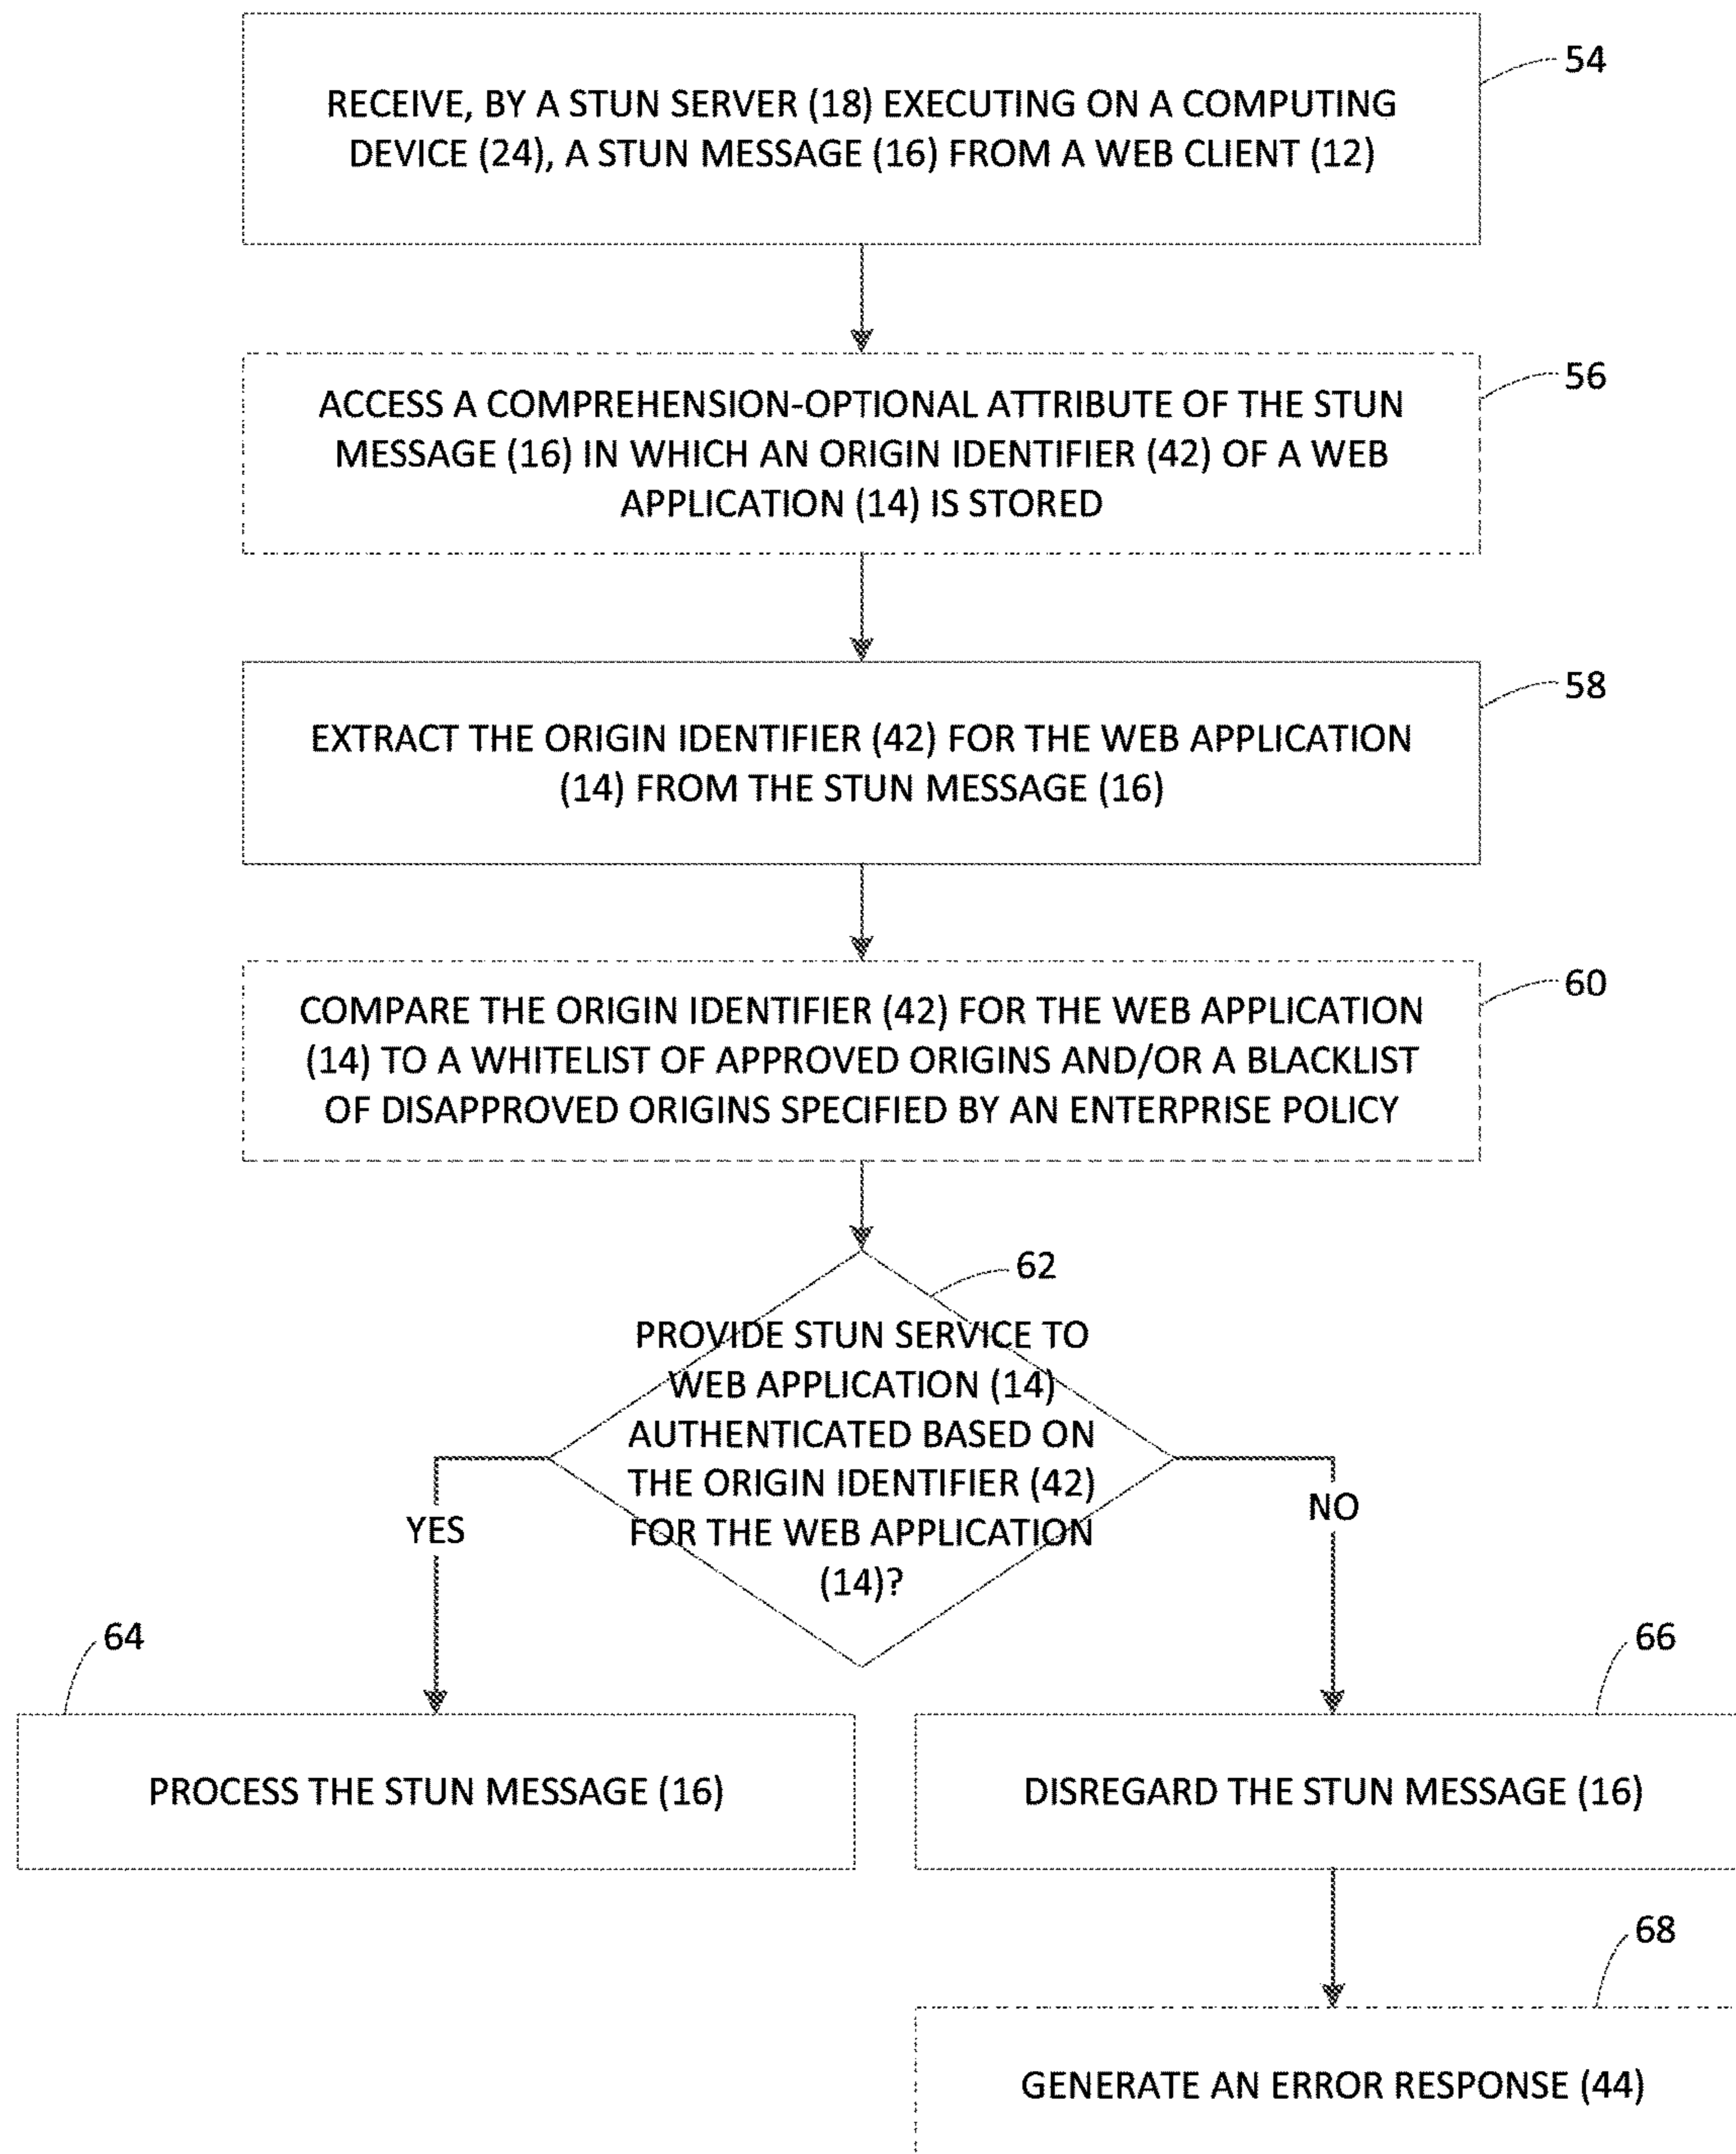 54
RECEIVE, BY A STUN SERVER (18) EXECUTING ON A COMPUTING
DEVICE (24), A STUN MESSAGE (16) FROM A WEB CLIENT (12)
56
ACCESS A COMPREHENSION-OPTIONAL ATTRIBUTE OF THE STUN
MESSAGE (16) IN WHICH AN ORIGIN IDENTIFIER (42) OF A WEB
APPLICATION (14) IS STORED
58
EXTRACT THE ORIGIN IDENTIFIER (42) FOR THE WEB APPLICATION
(14) FROM THE STUN MESSAGE (16)
60
COMPARE THE ORIGIN IDENTIFIER (42) FOR THE WEB APPLICATION
(14) TO A WHITELIST OF APPROVED ORIGINS AND/OR A BLACKLIST
OF DISAPPROVED ORIGINS SPECIFIED BY AN ENTERPRISE POLICY
62
PROVIDE STUN SERVICE TO
WEB APPLICATION (14)
AUTHENTICATED BASED ON
THE ORIGIN IDENTIFIER (42)
FOR THE WEB APPLICATION
(14)?
YES
NO
64
PROCESS THE STUN MESSAGE (16)
66
DISREGARD THE STUN MESSAGE (16)
68
GENERATE AN ERROR RESPONSE (44)